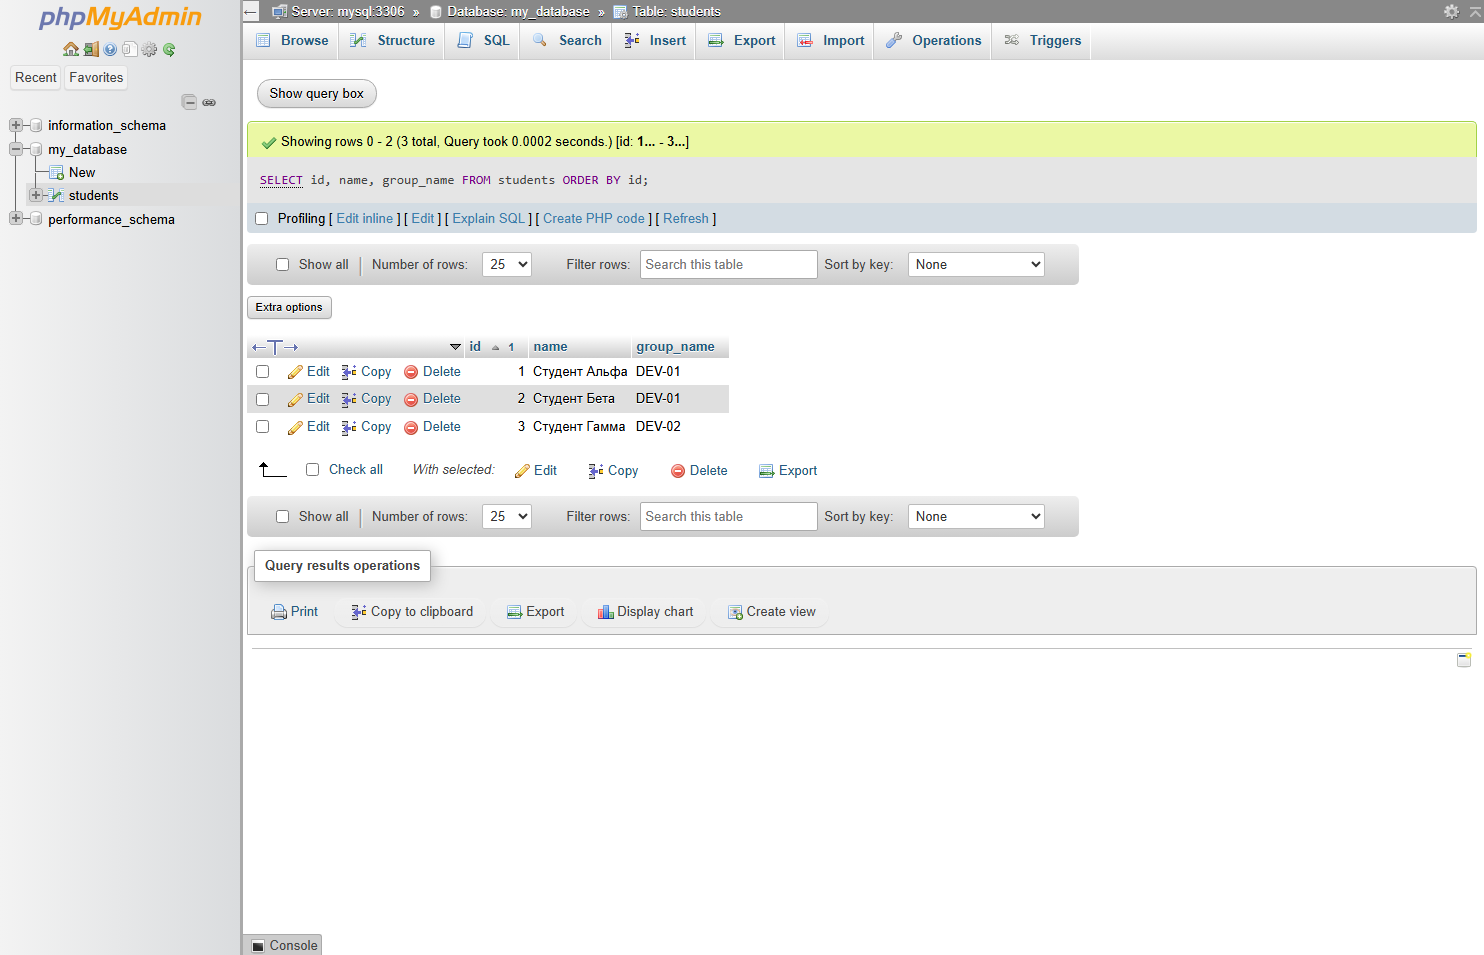 phpMyAdmin
Recent Favorites
information_schema
my_database
New
students
performance_schema
Server: mysql:3306 » Database: my_database » Table: students
Browse Structure SQL Search Insert Export Import Operations Triggers
Show query box
Showing rows 0 - 2 (3 total, Query took 0.0002 seconds.) [id: 1... - 3...]
SELECT id, name, group_name FROM students ORDER BY id;
Profiling [ Edit inline ] [ Edit ] [ Explain SQL ] [ Create PHP code ] [ Refresh ]
Show all Number of rows: 25 Filter rows: Search this table Sort by key: None
Extra options
id 1 name group_name
Edit Copy Delete 1 Студент Альфа DEV-01
Edit Copy Delete 2 Студент Бета DEV-01
Edit Copy Delete 3 Студент Гамма DEV-02
Check all With selected: Edit Copy Delete Export
Show all Number of rows: 25 Filter rows: Search this table Sort by key: None
Query results operations
Print Copy to clipboard Export Display chart Create view
Console